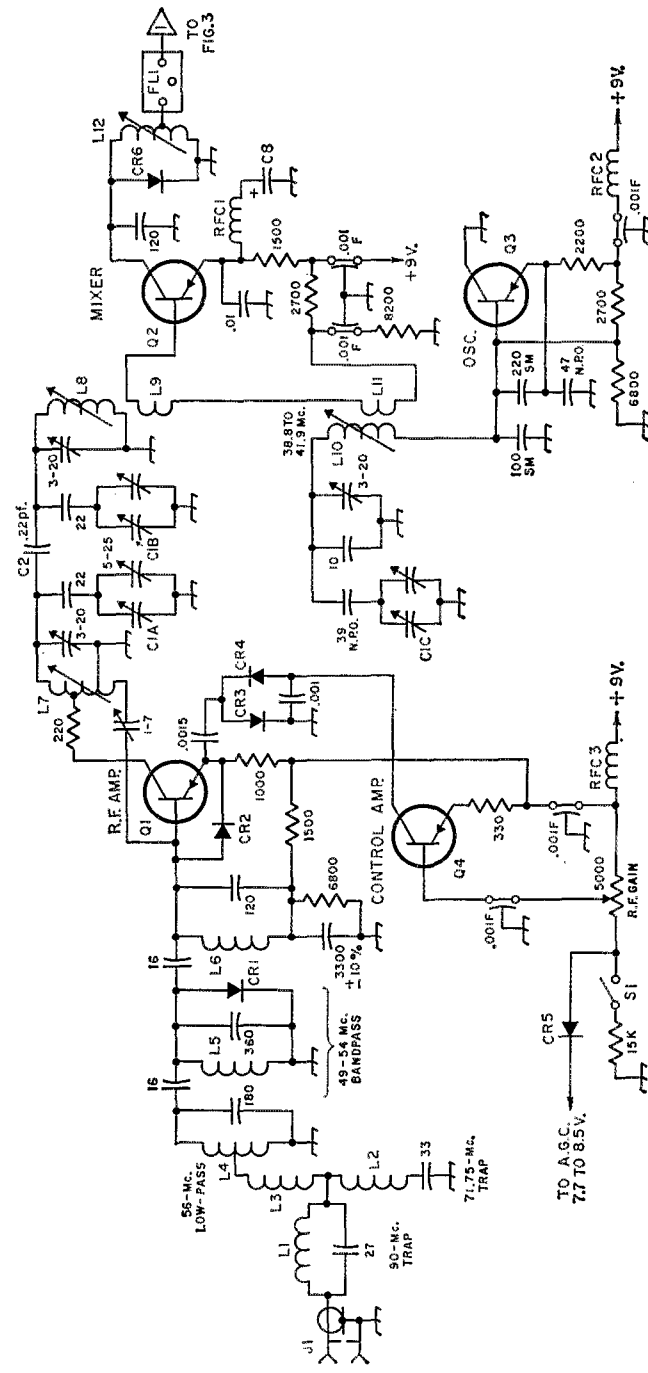 J1
L1
27
90-Mc.
TRAP
L2
33
71.75-Mc.
TRAP
L3
L4
56-Mc.
LOW-PASS
180
16
L5
360
49-54 Mc.
BANDPASS
CR1
16
L6
120
3300
+10%
-
6800
1500
CR2
R.F. AMP.
Q1
1000
.0015
CR3
CR4
.001
220
1-7
L7
3-20
C1A
22
5-25
C2
.22pf.
22
C1B
3-20
L8
MIXER
Q2
L9
L11
120
CR6
L12
FL1
TO
FIG.3
.01
RFC1
+
C8
1500
2700
.001
F
.001
F
8200
+9V.
38.8 TO
41.9 Mc.
L10
3-20
10
39
N.P.O.
C1C
OSC.
Q3
100
SM
220
SM
47
N.P.O.
6800
2700
2200
RFC2
.001F
+9V.
CONTROL AMP.
Q4
330
.001F
.001F
5000
R.F. GAIN
RFC3
+9V.
S1
15K
CR5
TO A.G.C.
7.7 TO 8.5 V.